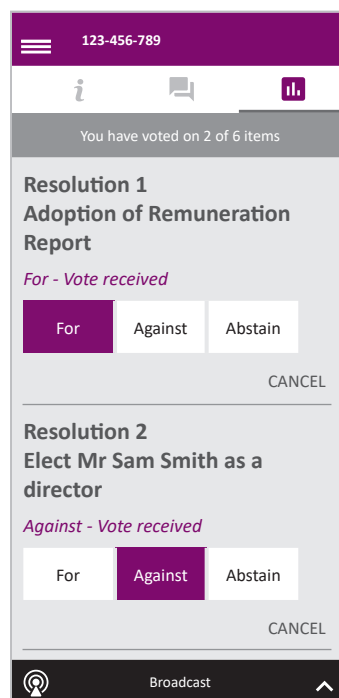 123-456-789
You have voted on 2 of 6 items
Resolution 1
Adoption of Remuneration
Report
For - Vote received
For Against Abstain
CANCEL
Resolution 2
Elect Mr Sam Smith as a
director
Against - Vote received
For Against Abstain
CANCEL
Broadcast